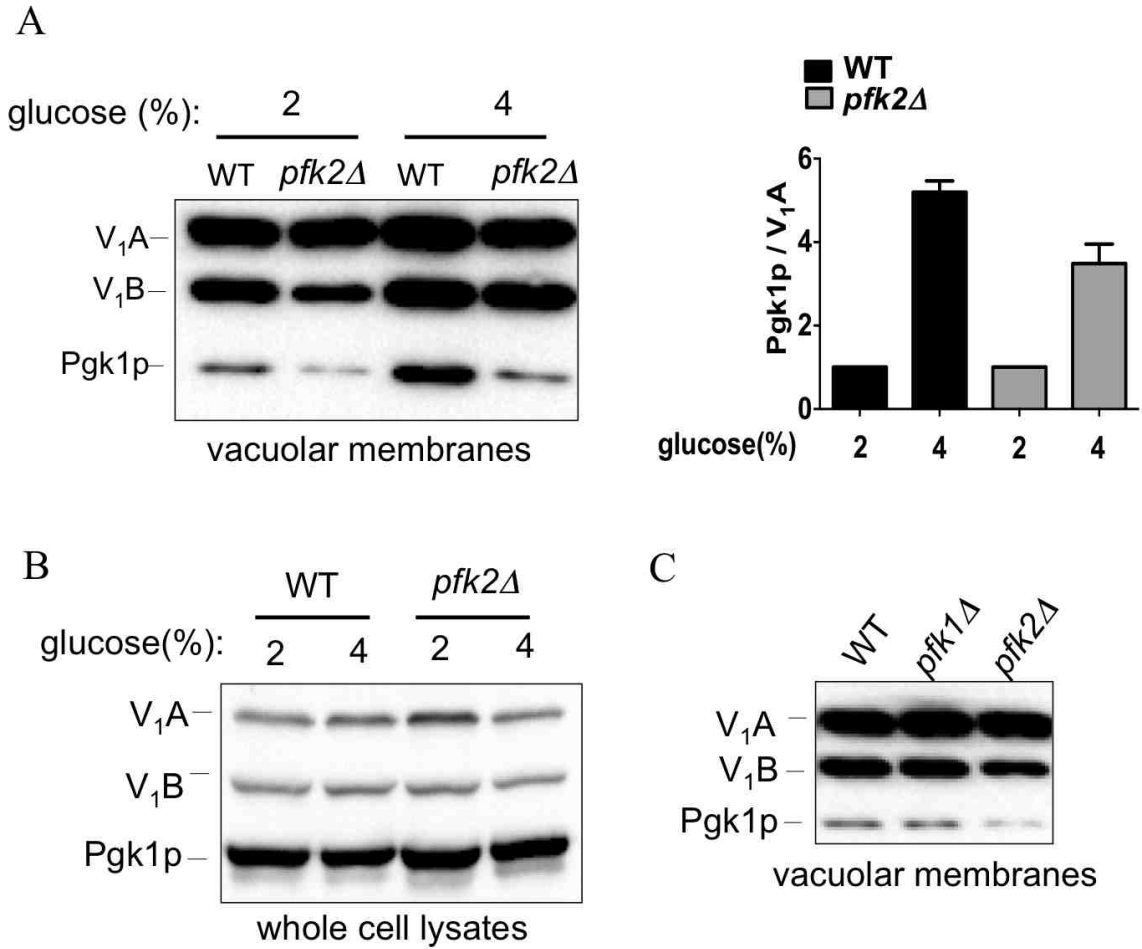 A
glucose (%): 2 4
WT pfk2Δ WT pfk2Δ
V₁A
V₁B
Pgk1p
vacuolar membranes
WT
pfk2Δ
Pgk1p / V₁A
6
4
2
0
glucose(%) 2 4 2 4
B
WT pfk2Δ
glucose(%): 2 4 2 4
V₁A
V₁B
Pgk1p
whole cell lysates
C
WT pfk1Δ pfk2Δ
V₁A
V₁B
Pgk1p
vacuolar membranes